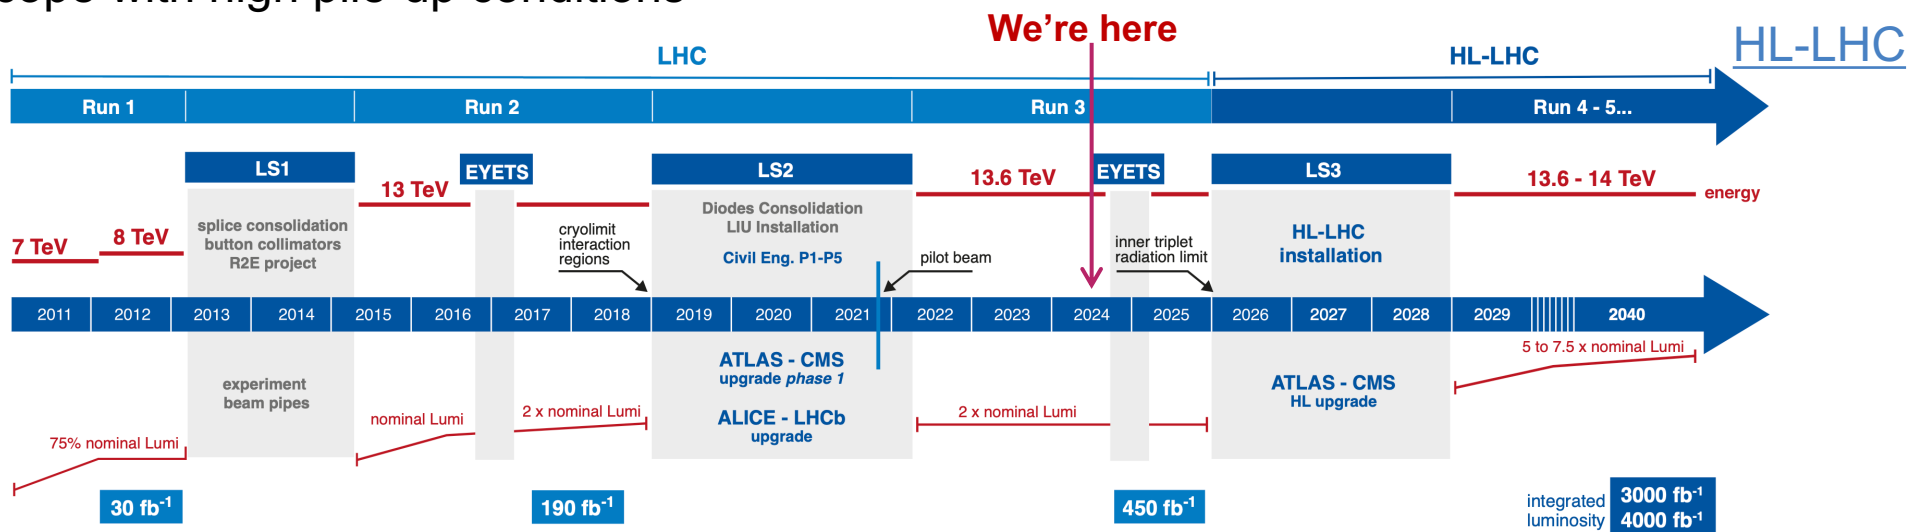 cope with high pile-up conditions
We're here
HL-LHC
LHC
HL-LHC
Run 1
Run 2
Run 3
Run 4 - 5...
LS1
EYETS
LS2
EYETS
LS3
13 TeV
13.6 TeV
13.6 - 14 TeV
energy
7 TeV
8 TeV
splice consolidation
button collimators
R2E project
cryolimit
interaction
regions
Diodes Consolidation
LIU Installation
Civil Eng. P1-P5
pilot beam
inner triplet
radiation limit
HL-LHC
installation
2011
2012
2013
2014
2015
2016
2017
2018
2019
2020
2021
2022
2023
2024
2025
2026
2027
2028
2029
2040
experiment
beam pipes
ATLAS - CMS
upgrade phase 1
ALICE - LHCb
upgrade
ATLAS - CMS
HL upgrade
5 to 7.5 x nominal Lumi
75% nominal Lumi
nominal Lumi
2 x nominal Lumi
2 x nominal Lumi
30 fb-1
190 fb-1
450 fb-1
integrated
luminosity
3000 fb-1
4000 fb-1